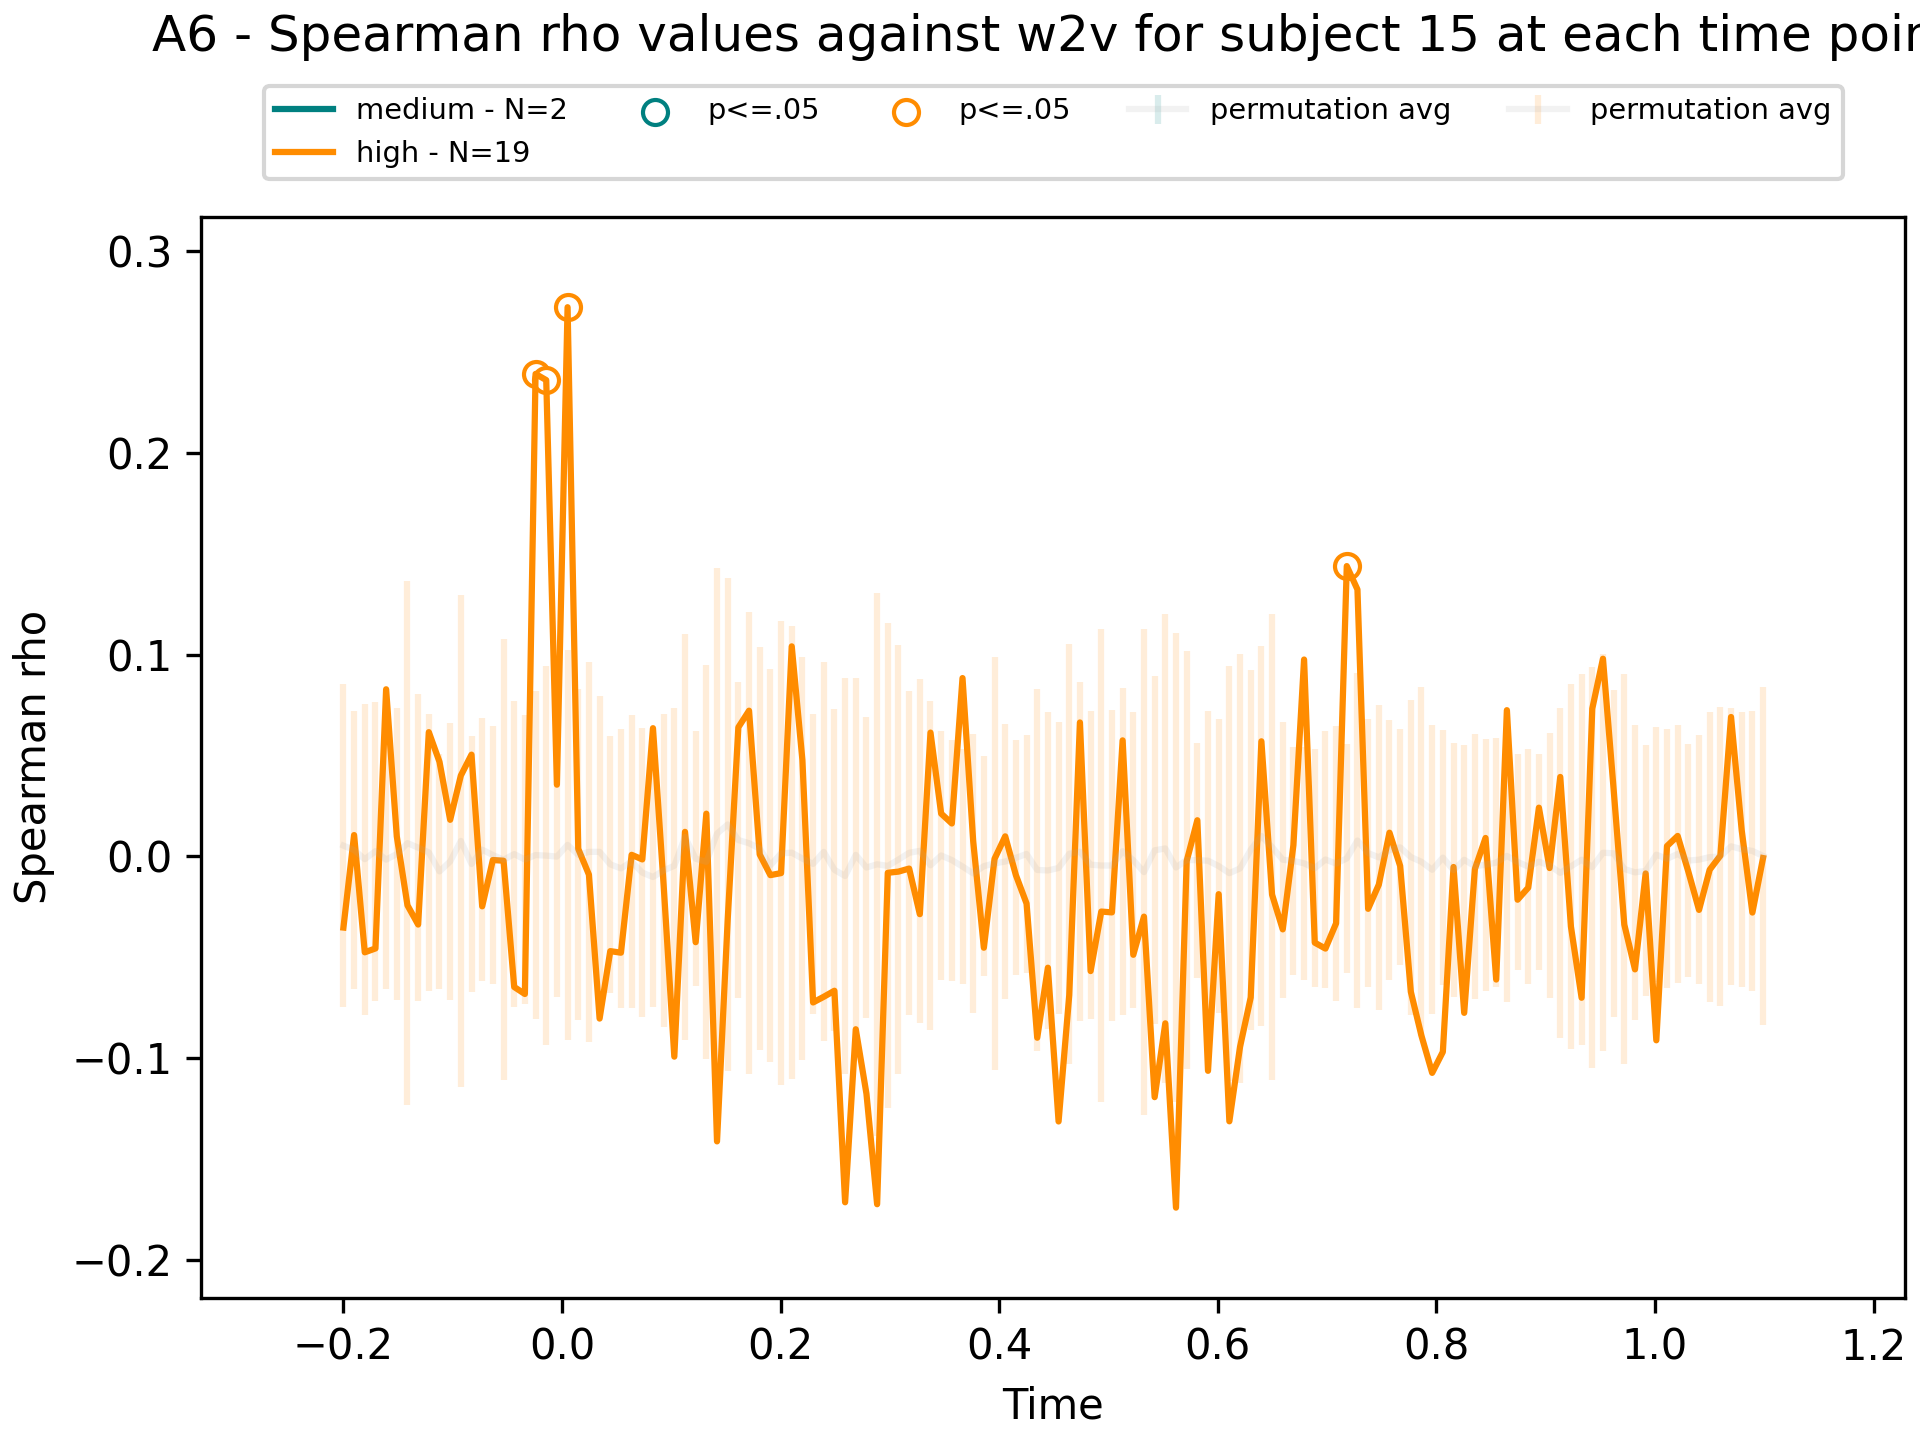 A6 - Spearman rho values against w2v for subject 15 at each time poin
medium - N=2
high - N=19
p<=.05
p<=.05
permutation avg
permutation avg
0.3
0.2
0.1
0.0
−0.1
−0.2
Spearman rho
−0.2 0.0 0.2 0.4 0.6 0.8 1.0 1.2
Time